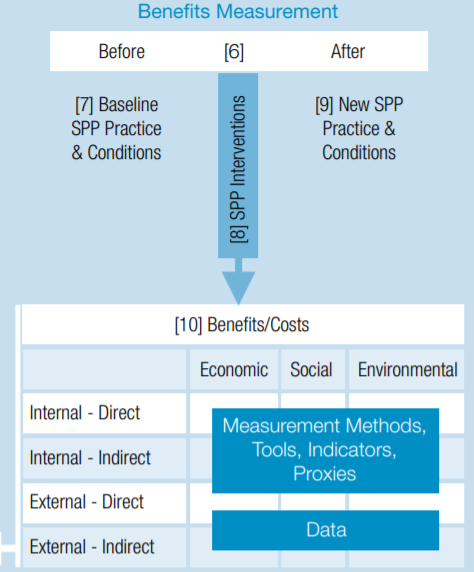 Benefits Measurement
Before [6] After
[7] Baseline
SPP Practice
& Conditions
[8] SPP Interventions
[9] New SPP
Practice &
Conditions
[10] Benefits/Costs
Economic Social Environmental
Internal - Direct
Internal - Indirect
External - Direct
External - Indirect
Measurement Methods,
Tools, Indicators,
Proxies
Data